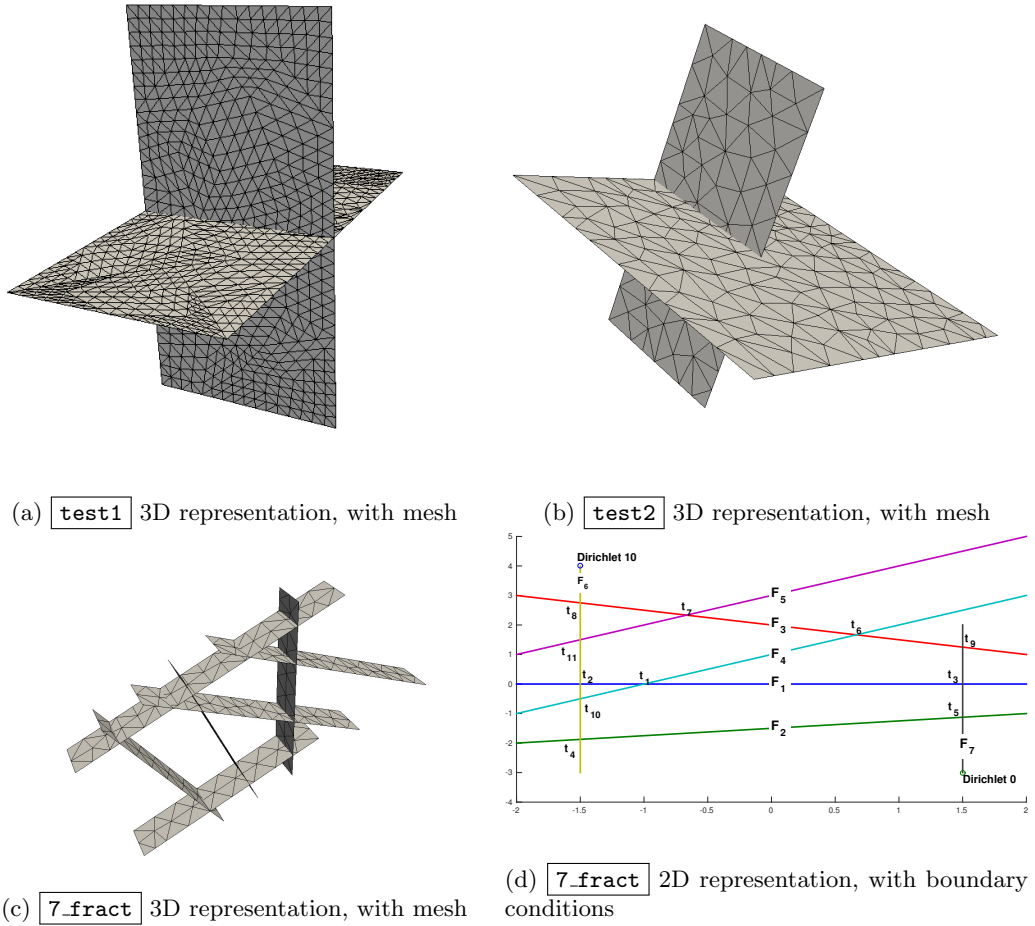 (a) test1 3D representation, with mesh
(b) test2 3D representation, with mesh
5
4
3
2
1
0
-1
-2
-3
-4
-2
-1.5
-1
-0.5
0
0.5
1
1.5
2
Dirichlet 10
F6
t8
t7
F5
F3
t6
t9
t11
F4
t2
t1
F1
t3
t10
t5
F2
t4
F7
Dirichlet 0
(c) 7_fract 3D representation, with mesh
(d) 7_fract 2D representation, with boundary
conditions